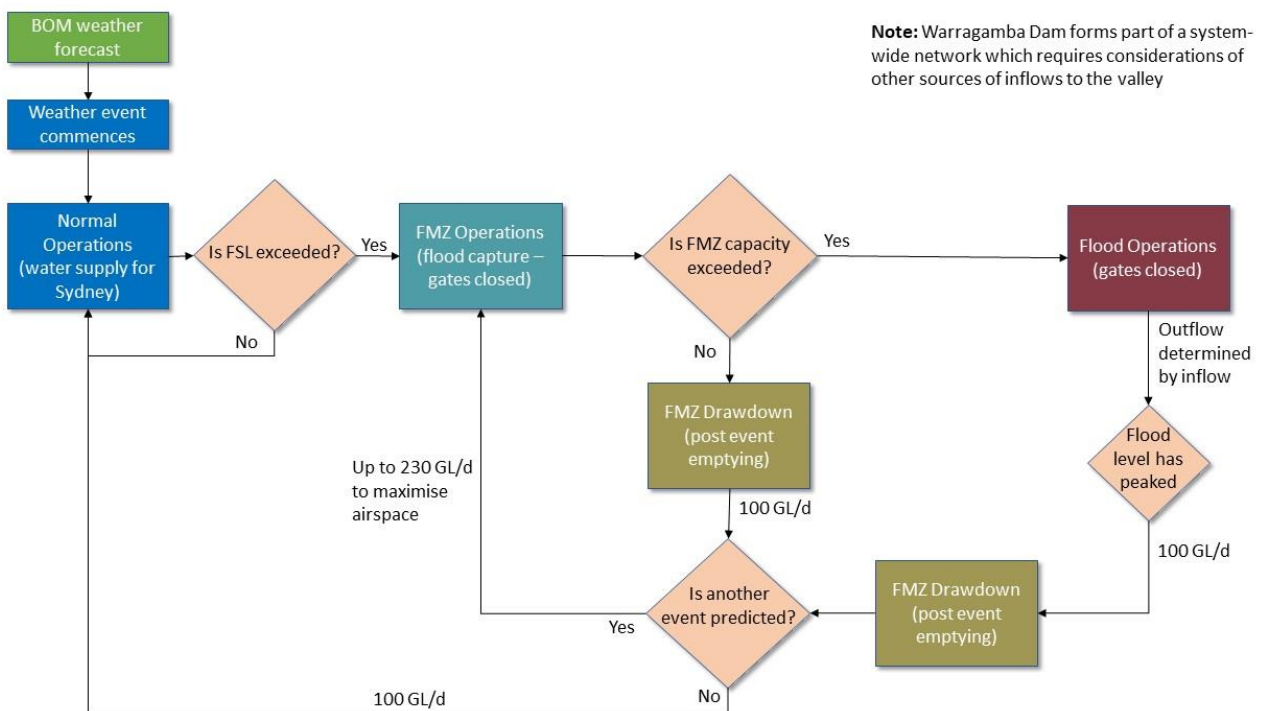 BOM weather
forecast
Note: Warragamba Dam forms part of a system-
wide network which requires considerations of
other sources of inflows to the valley
Weather event
commences
Normal
Operations
(water supply for
Sydney)
Is FSL exceeded?
Yes
No
FMZ Operations
(flood capture –
gates closed)
Is FMZ capacity
exceeded?
Yes
No
Flood Operations
(gates closed)
Outflow
determined
by inflow
Flood
level has
peaked
100 GL/d
FMZ Drawdown
(post event
emptying)
100 GL/d
Up to 230 GL/d
to maximise
airspace
FMZ Drawdown
(post event
emptying)
Is another
event predicted?
Yes
No
100 GL/d